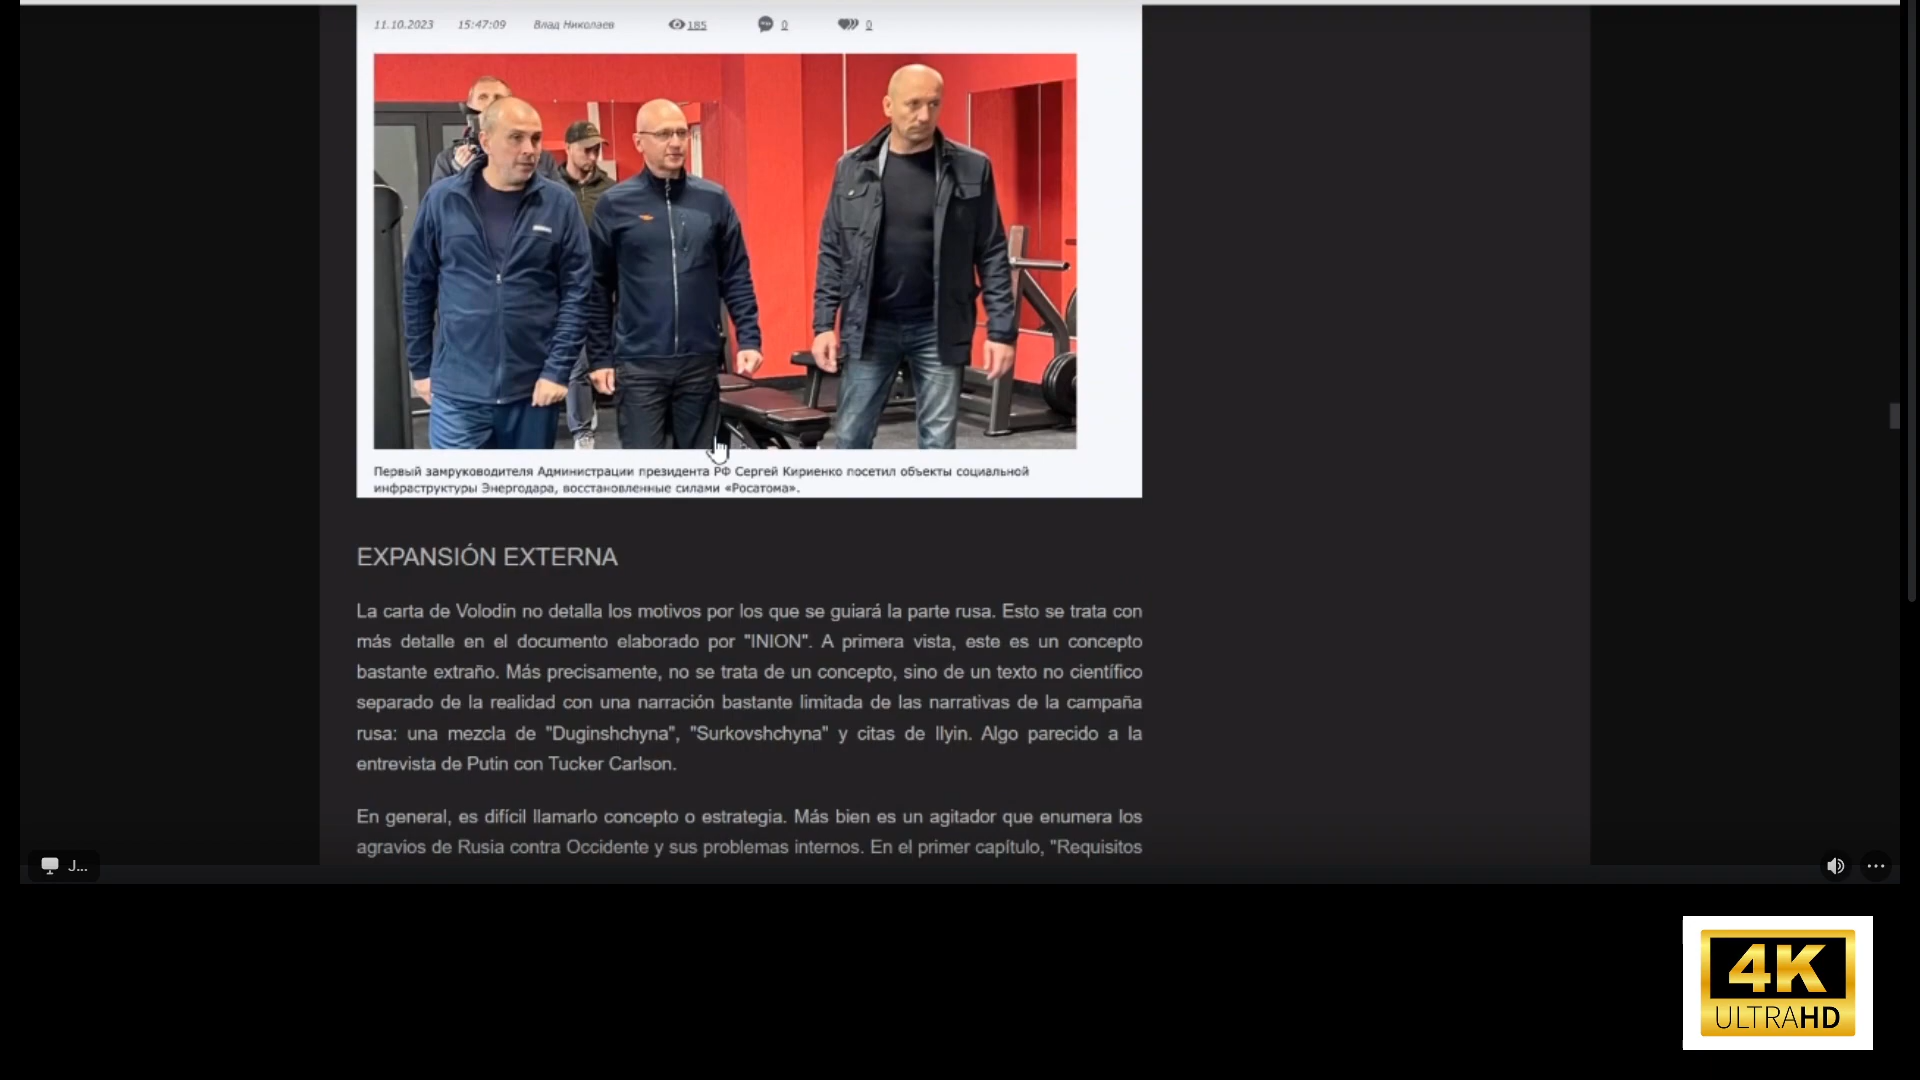 11.10.2023 15:47:09 Влад Николаев 185 0 0
Первый замруководителя Администрации президента РФ Сергей Кириенко посетил объекты социальной
инфраструктуры Энергодара, восстановленные силами «Росатома».
EXPANSIÓN EXTERNA
La carta de Volodin no detalla los motivos por los que se guiará la parte rusa. Esto se trata con
más detalle en el documento elaborado por "INION". A primera vista, este es un concepto
bastante extraño. Más precisamente, no se trata de un concepto, sino de un texto no científico
separado de la realidad con una narración bastante limitada de las narrativas de la campaña
rusa: una mezcla de "Duginshchyna", "Surkovshchyna" y citas de Ilyin. Algo parecido a la
entrevista de Putin con Tucker Carlson.
En general, es difícil llamarlo concepto o estrategia. Más bien es un agitador que enumera los
agravios de Rusia contra Occidente y sus problemas internos. En el primer capítulo, "Requisitos
J...
4K
ULTRAHD